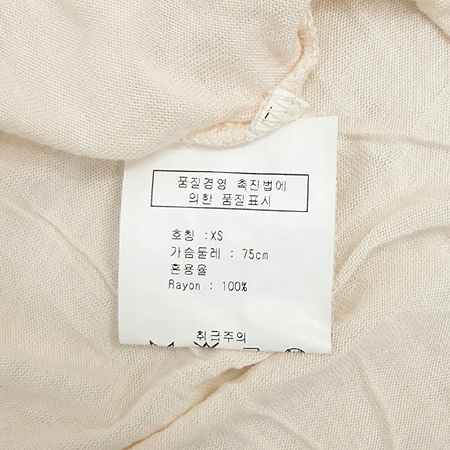 품질경영 촉진법에
의한 품질표시
호칭 :XS
가슴둘레 : 75cm
혼용율
Rayon : 100%
취급주의